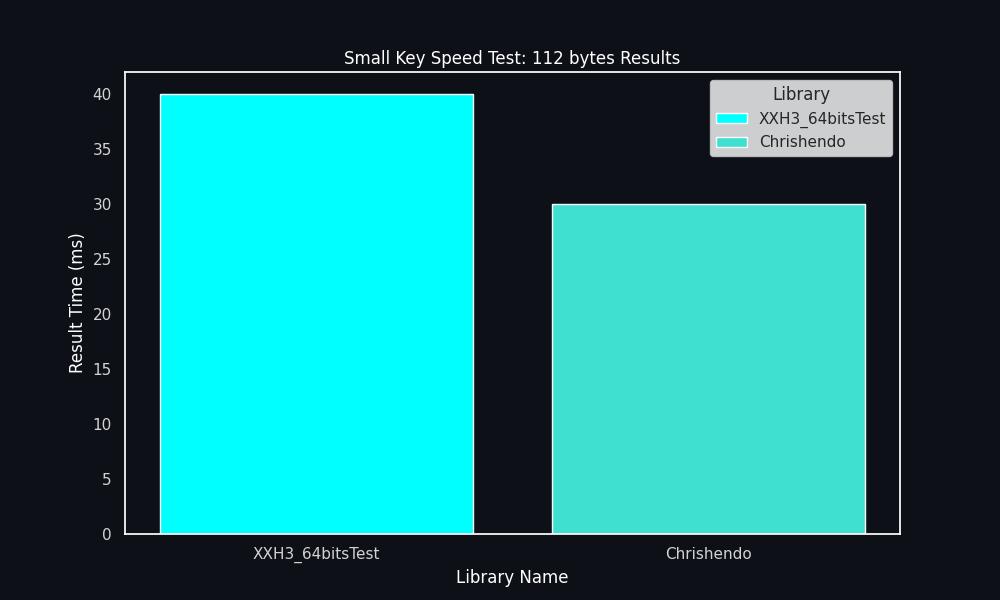 Small Key Speed Test: 112 bytes Results
Library
XXH3_64bitsTest
Chrishendo
Result Time (ms)
40
35
30
25
20
15
10
5
0
XXH3_64bitsTest
Chrishendo
Library Name